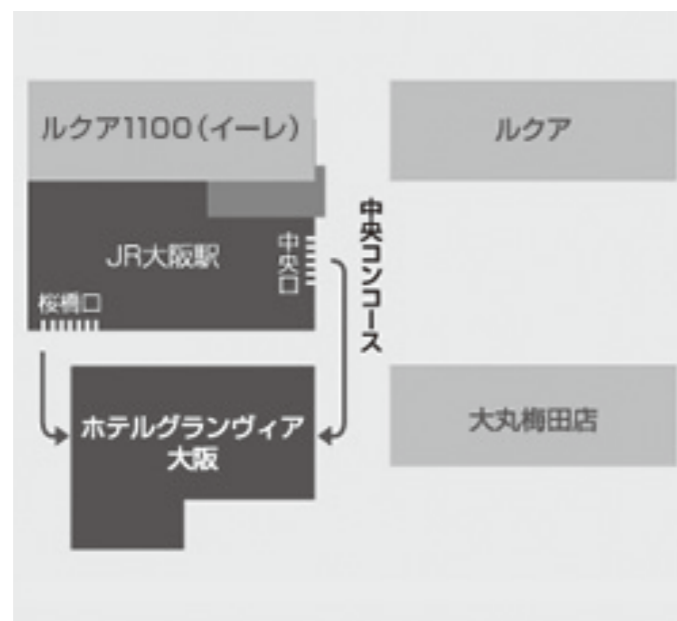 ルクア1100(イーレ)
ルクア
JR大阪駅
中央口
中央コンコース
桜橋口
ホテルグランヴィア
大阪
大丸梅田店